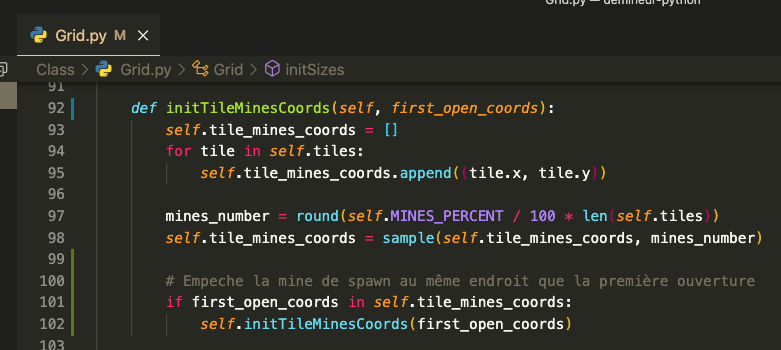 Grid.py — demineur-python
Grid.py M ×
Class > Grid.py > Grid > initSizes
91
92 def initTileMinesCoords(self, first_open_coords):
93 self.tile_mines_coords = []
94 for tile in self.tiles:
95 self.tile_mines_coords.append((tile.x, tile.y))
96
97 mines_number = round(self.MINES_PERCENT / 100 * len(self.tiles))
98 self.tile_mines_coords = sample(self.tile_mines_coords, mines_number)
99
100 # Empeche la mine de spawn au même endroit que la première ouverture
101 if first_open_coords in self.tile_mines_coords:
102 self.initTileMinesCoords(first_open_coords)
103